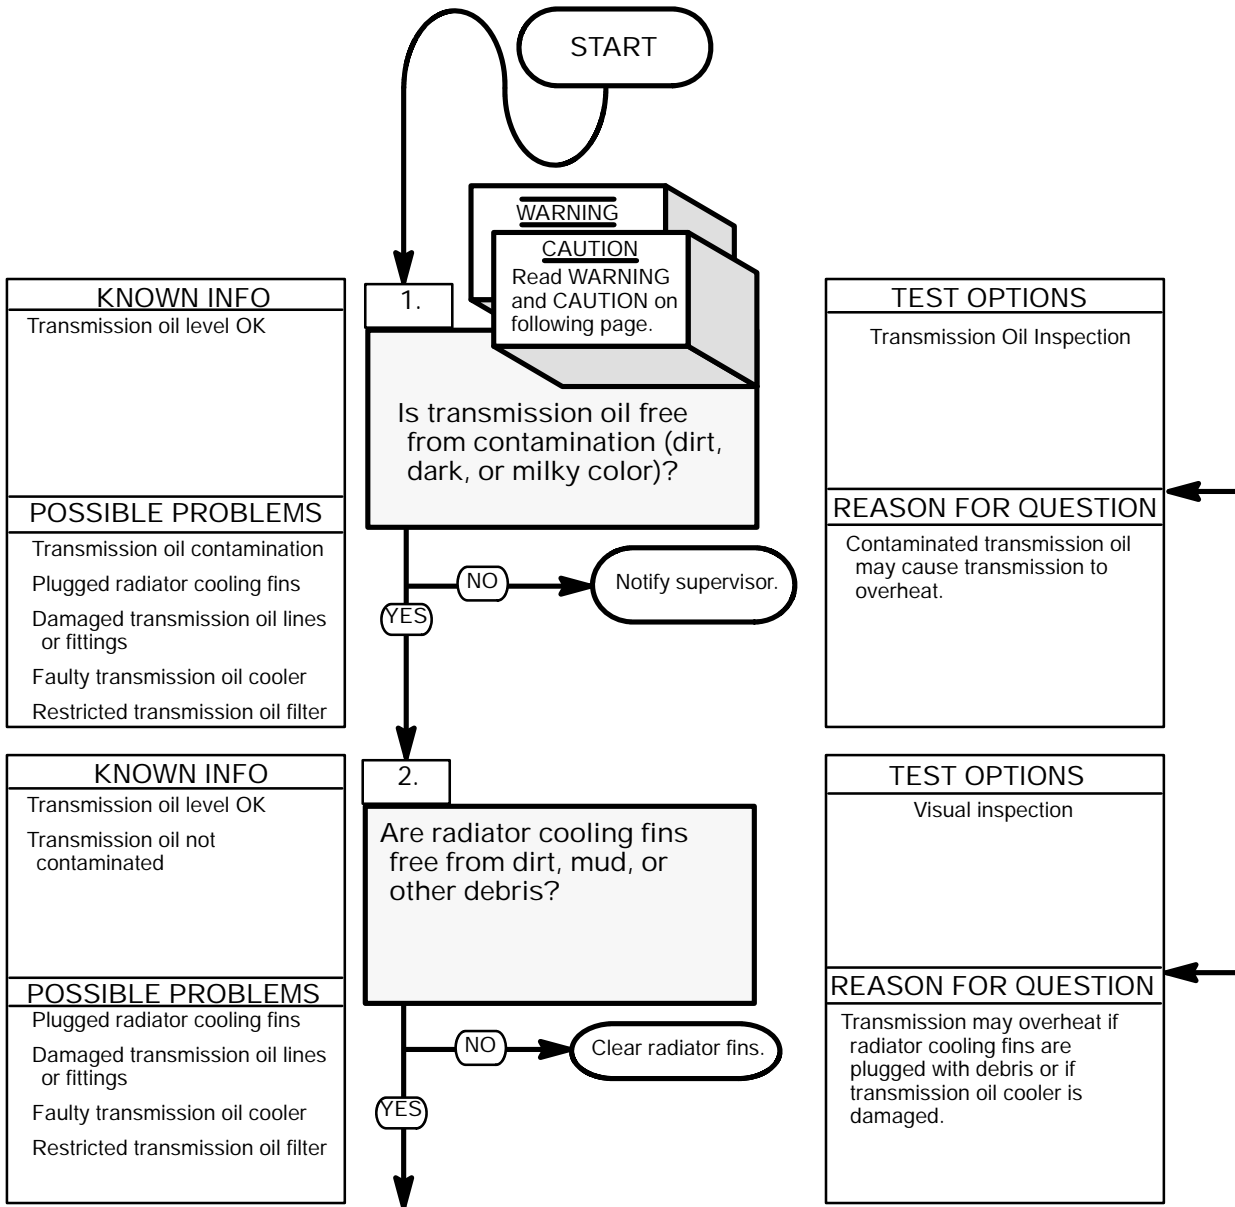 START
WARNING
CAUTION
Read WARNING
and CAUTION on
following page.
KNOWN INFO
Transmission oil level OK
POSSIBLE PROBLEMS
Transmission oil contamination
Plugged radiator cooling fins
Damaged transmission oil lines
or fittings
Faulty transmission oil cooler
Restricted transmission oil filter
1.
Is transmission oil free
from contamination (dirt,
dark, or milky color)?
NO
Notify supervisor.
YES
TEST OPTIONS
Transmission Oil Inspection
REASON FOR QUESTION
Contaminated transmission oil
may cause transmission to
overheat.
KNOWN INFO
Transmission oil level OK
Transmission oil not
contaminated
POSSIBLE PROBLEMS
Plugged radiator cooling fins
Damaged transmission oil lines
or fittings
Faulty transmission oil cooler
Restricted transmission oil filter
2.
Are radiator cooling fins
free from dirt, mud, or
other debris?
NO
Clear radiator fins.
YES
TEST OPTIONS
Visual inspection
REASON FOR QUESTION
Transmission may overheat if
radiator cooling fins are
plugged with debris or if
transmission oil cooler is
damaged.